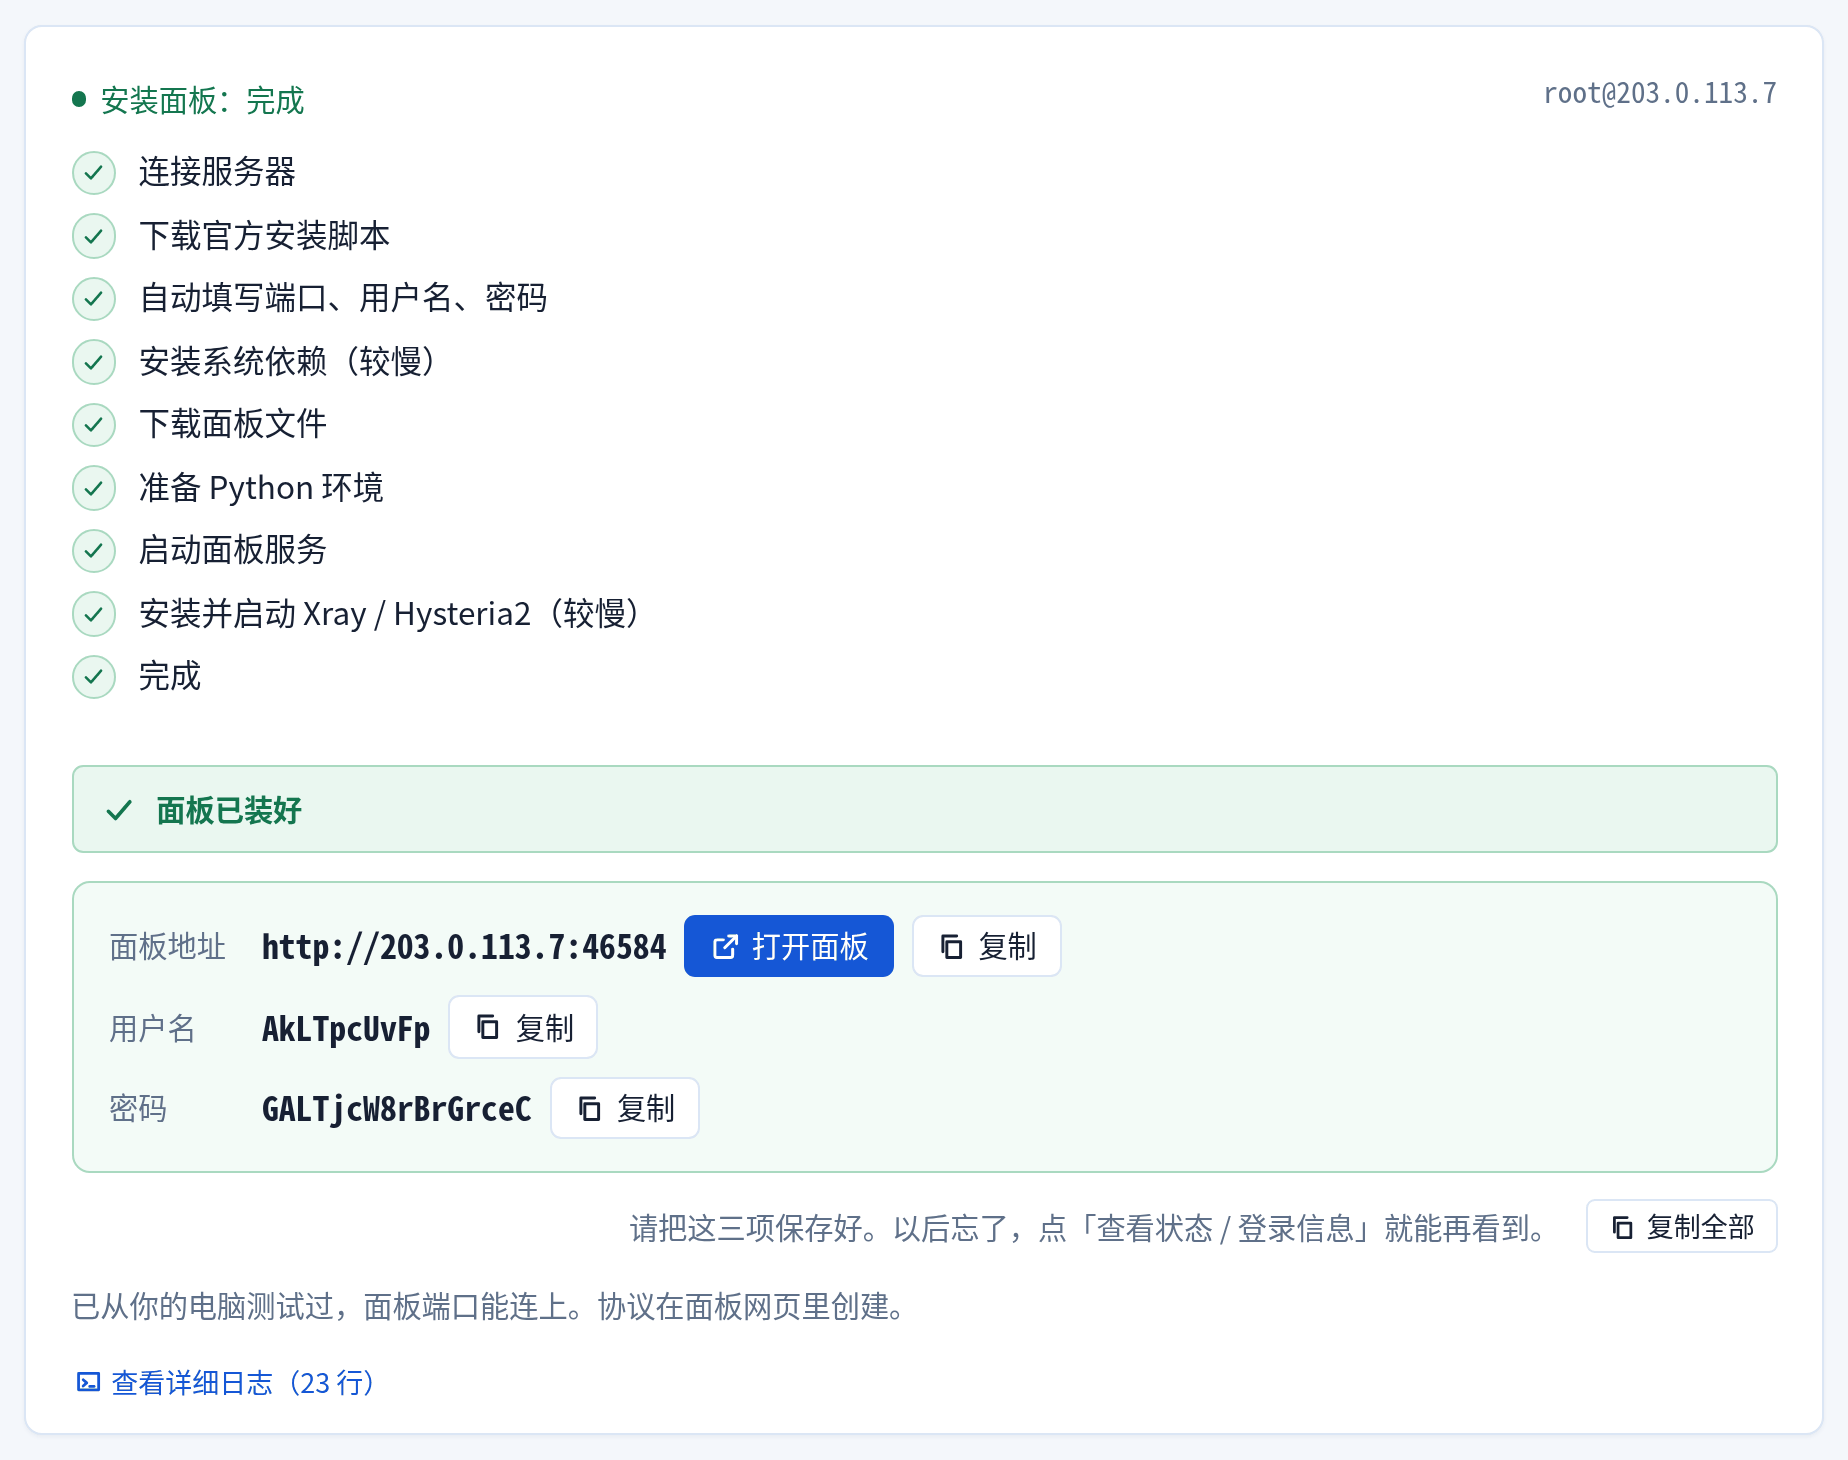 安装面板：完成
root@203.0.113.7
连接服务器
下载官方安装脚本
自动填写端口、用户名、密码
安装系统依赖（较慢）
下载面板文件
准备 Python 环境
启动面板服务
安装并启动 Xray / Hysteria2（较慢）
完成
面板已装好
面板地址 http://203.0.113.7:46584 打开面板 复制
用户名 AkLTpcUvFp 复制
密码 GALTjcW8rBrGrceC 复制
请把这三项保存好。以后忘了，点「查看状态 / 登录信息」就能再看到。 复制全部
已从你的电脑测试过，面板端口能连上。协议在面板网页里创建。
查看详细日志（23 行）